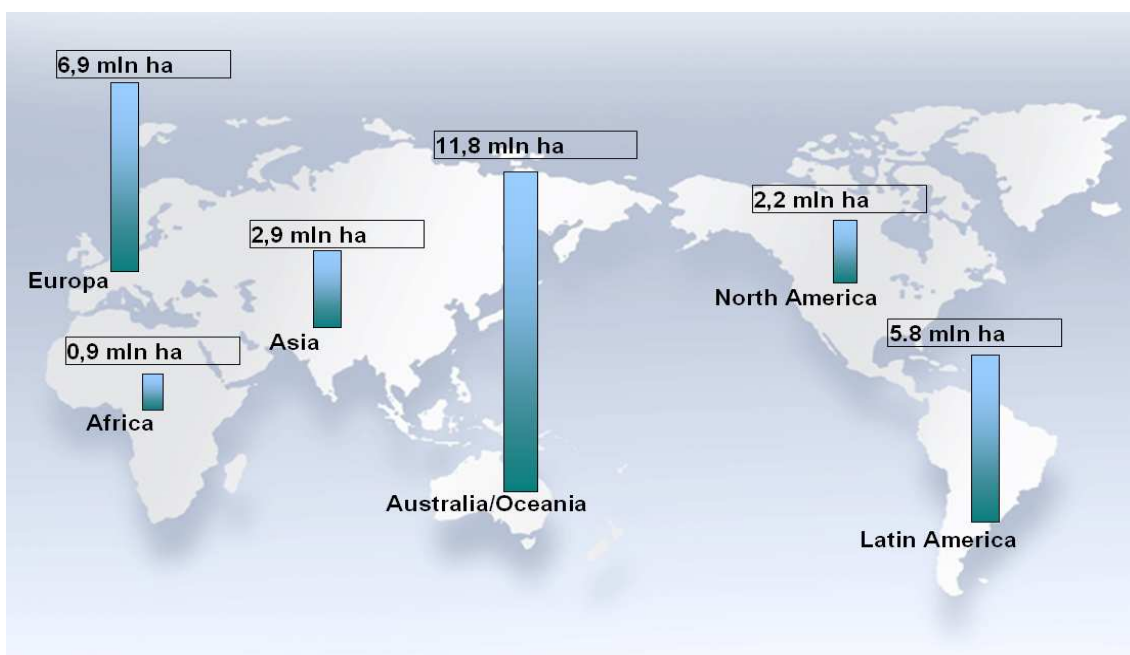 6,9 mln ha
Europa
0,9 mln ha
Africa
2,9 mln ha
Asia
11,8 mln ha
Australia/Oceania
2,2 mln ha
North America
5.8 mln ha
Latin America